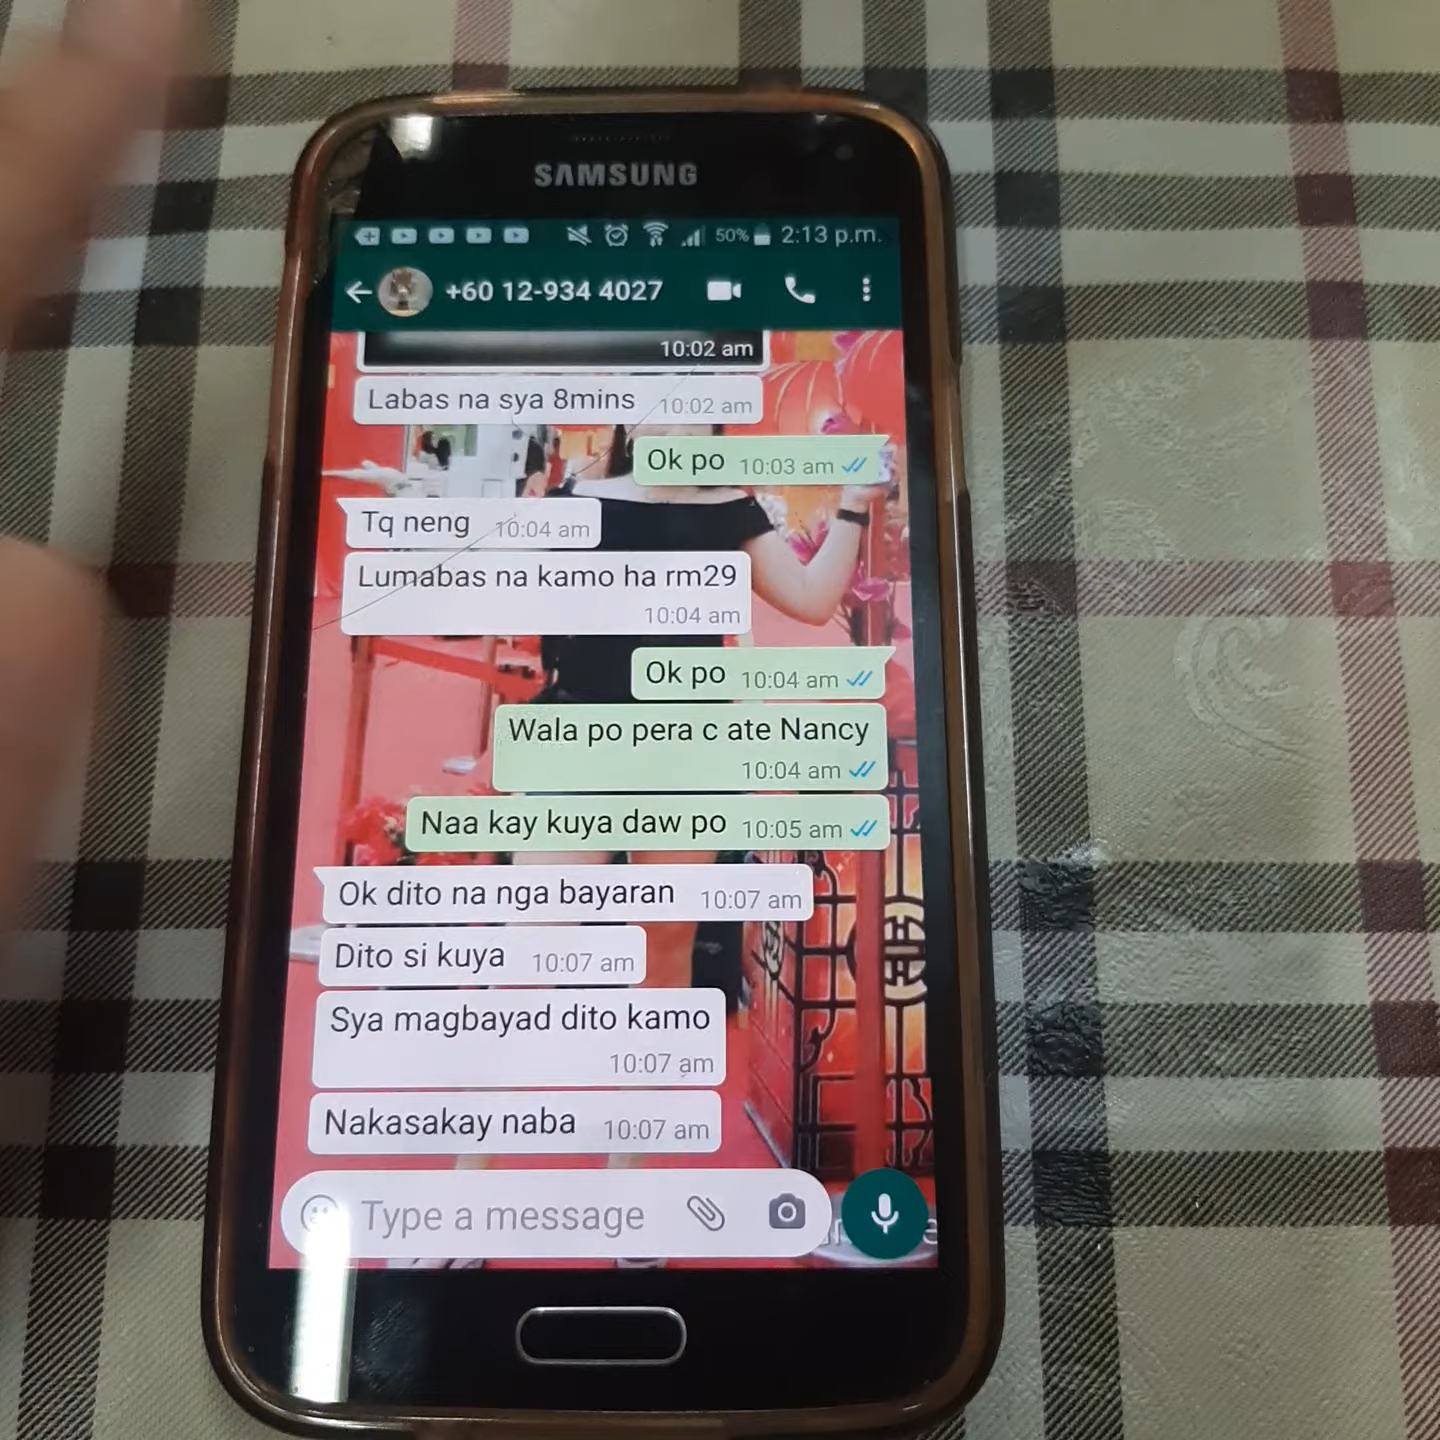 SAMSUNG
50% 2:13 p.m.
+60 12-934 4027
10:02 am
Labas na sya 8mins 10:02 am
Ok po 10:03 am
Tq neng 10:04 am
Lumabas na kamo ha rm29
10:04 am
Ok po 10:04 am
Wala po pera c ate Nancy
10:04 am
Naa kay kuya daw po 10:05 am
Ok dito na nga bayaran 10:07 am
Dito si kuya 10:07 am
Sya magbayad dito kamo
10:07 am
Nakasakay naba 10:07 am
Type a message